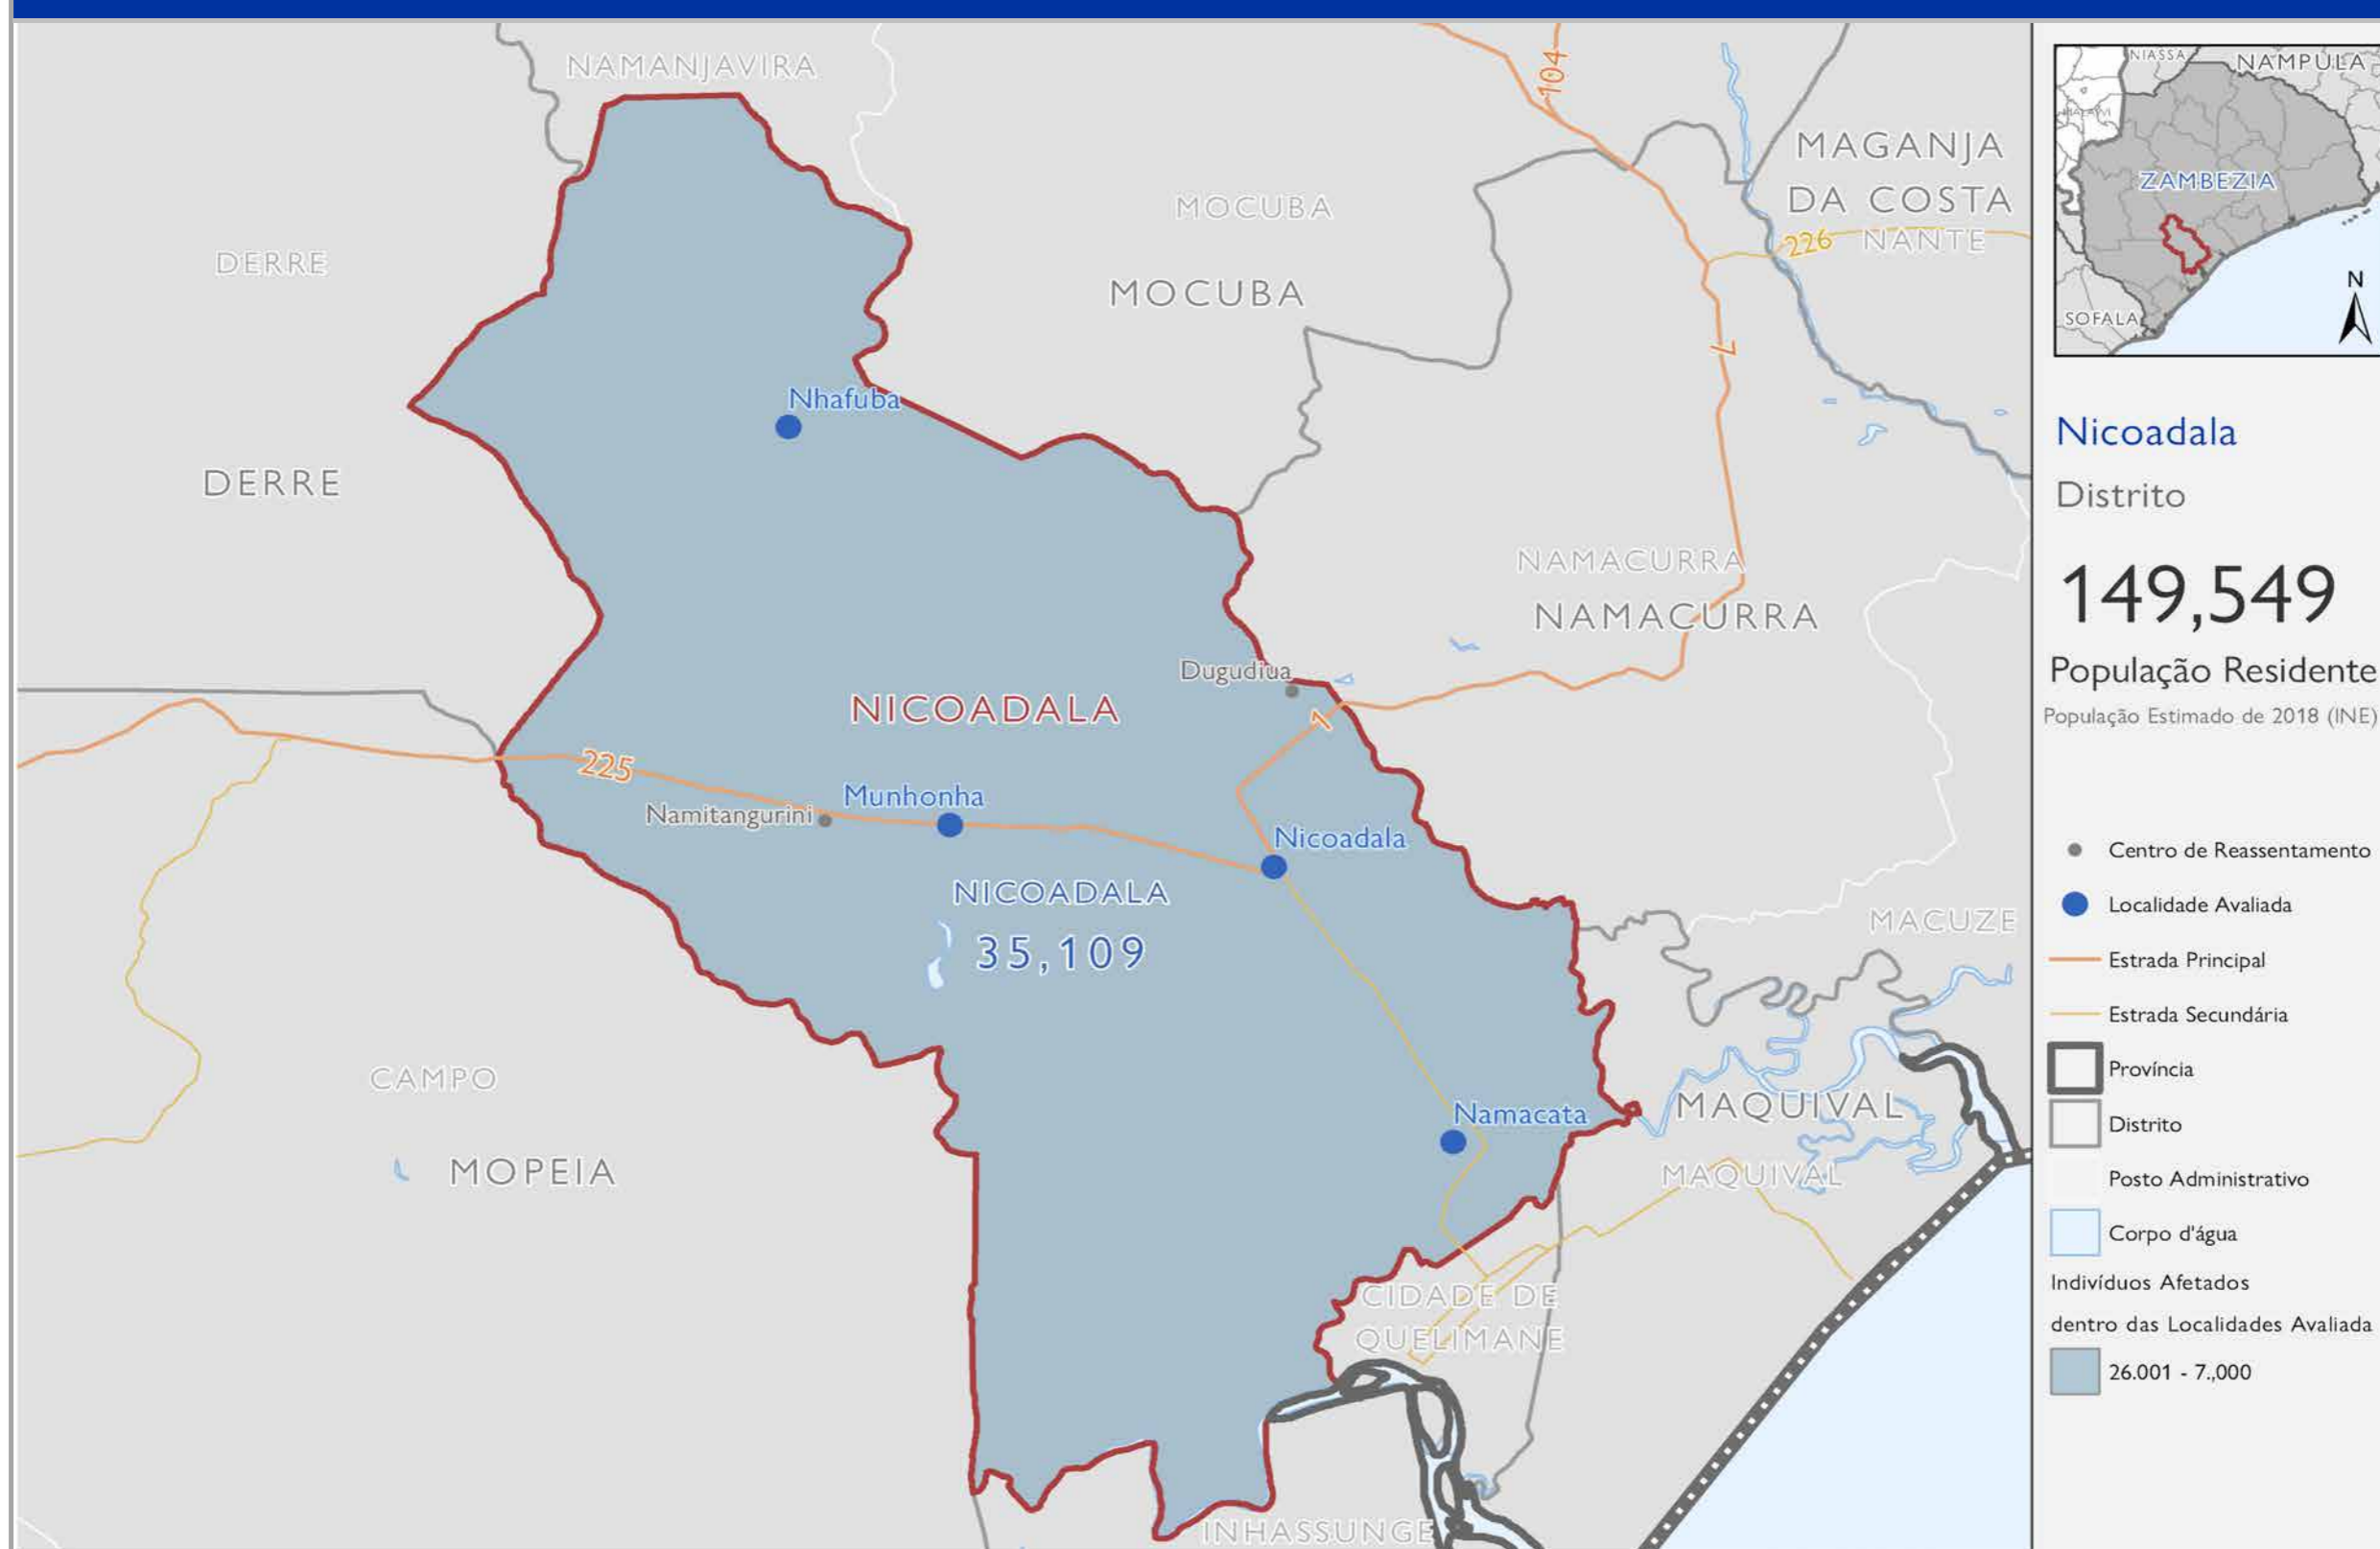 NAMANJAVIRA
104
MAGANJA
DA COSTA
NANTE
226
MOCUBA
MOCUBA
DERRE
DERRE
7
Nhafuba
NAMACURRA
NAMACURRA
Dugudiua
NICOADALA
1
225
Munhonha
Namitangurini
Nicoadala
NICOADALA
35,109
MACUZE
CAMPO
MOPEIA
Namacata
MAQUIVAL
MAQUIVAL
CIDADE DE
QUELIMANE
INHASSUNGE
NIASSA
NAMPULA
MALAWI
ZAMBEZIA
SOFALA
N
Nicoadala
Distrito
149,549
População Residente
População Estimado de 2018 (INE)
Centro de Reassentamento
Localidade Avaliada
Estrada Principal
Estrada Secundária
Província
Distrito
Posto Administrativo
Corpo d'água
Indivíduos Afetados
dentro das Localidades Avaliada
26.001 - 7.,000